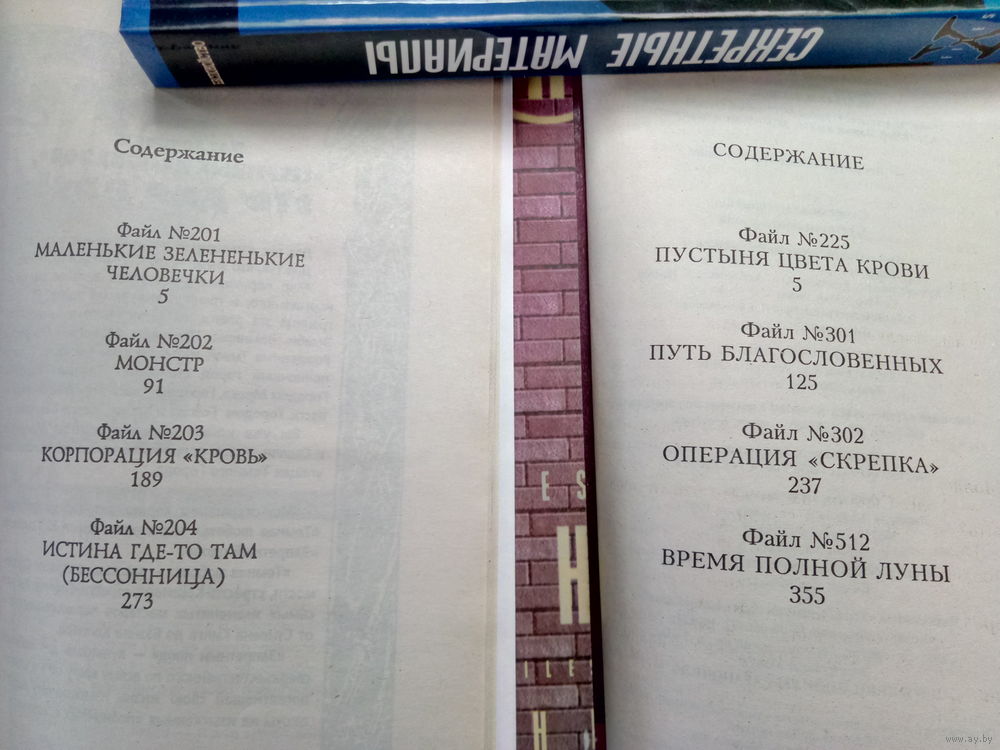 СЕКРЕТНЫЕ МАТЕРИАЛЫ
Содержание
Файл №201
МАЛЕНЬКИЕ ЗЕЛЕНЕНЬКИЕ
ЧЕЛОВЕЧКИ
5
Файл №202
МОНСТР
91
Файл №203
КОРПОРАЦИЯ «КРОВЬ»
189
Файл №204
ИСТИНА ГДЕ-ТО ТАМ
(БЕССОННИЦА)
273
E S
H
I L E S
H
СОДЕРЖАНИЕ
Файл №225
ПУСТЫНЯ ЦВЕТА КРОВИ
5
Файл №301
ПУТЬ БЛАГОСЛОВЕННЫХ
125
Файл №302
ОПЕРАЦИЯ «СКРЕПКА»
237
Файл №512
ВРЕМЯ ПОЛНОЙ ЛУНЫ
355
www.ay.by